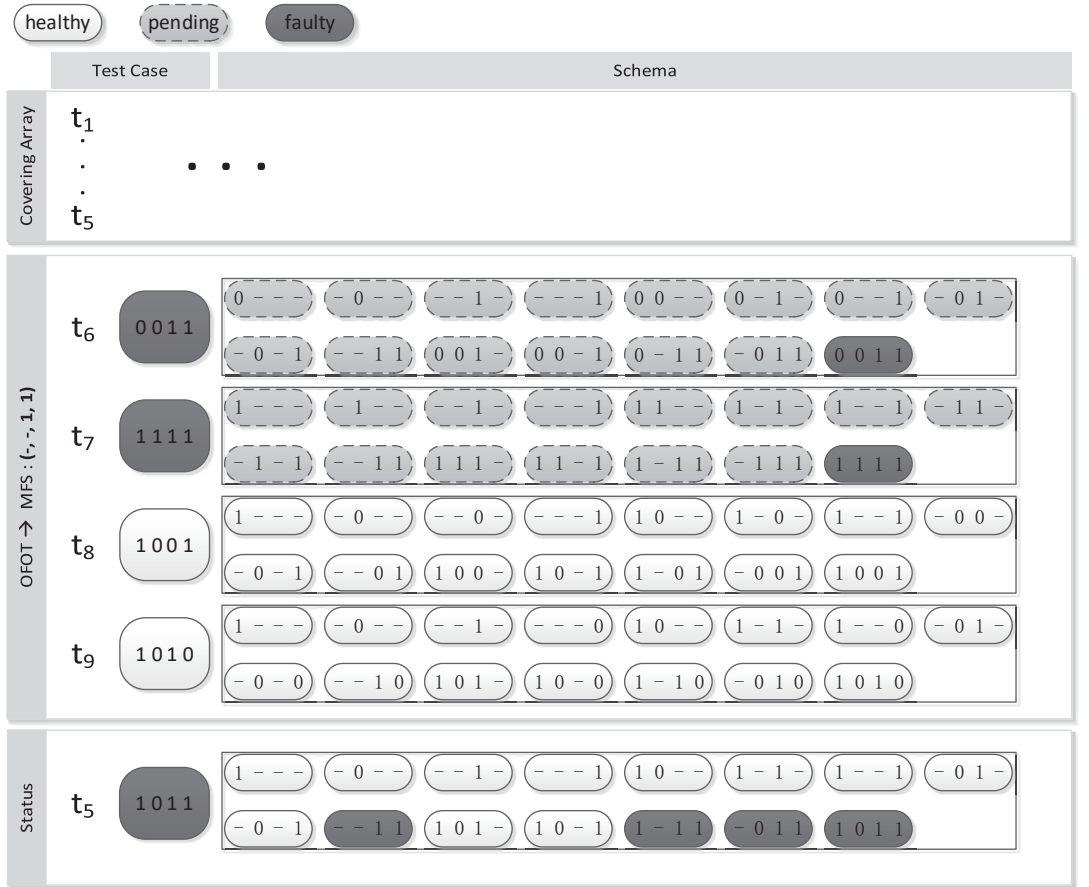 healthy pending faulty
Test Case Schema
Covering Array
t1
.
.
. . . .
t5
OFOT → MFS : (-, -, 1, 1)
t6 0011
0 - - - - 0 - - - - 1 - - - - 1 0 0 - - 0 - 1 - 0 - - 1 - 0 1 -
- 0 - 1 - - 1 1 0 0 1 - 0 0 - 1 0 - 1 1 - 0 1 1 0 0 1 1
t7 1111
1 - - - - 1 - - - - 1 - - - - 1 1 1 - - 1 - 1 - 1 - - 1 - 1 1 -
- 1 - 1 - - 1 1 1 1 1 - 1 1 - 1 1 - 1 1 - 1 1 1 1 1 1 1
t8 1001
1 - - - - 0 - - - - 0 - - - - 1 1 0 - - 1 - 0 - 1 - - 1 - 0 0 -
- 0 - 1 - - 0 1 1 0 0 - 1 0 - 1 1 - 0 1 - 0 0 1 1 0 0 1
t9 1010
1 - - - - 0 - - - - 1 - - - - 0 1 0 - - 1 - 1 - 1 - - 0 - 0 1 -
- 0 - 0 - - 1 0 1 0 1 - 1 0 - 0 1 - 1 0 - 0 1 0 1 0 1 0
Status
t5 1011
1 - - - - 0 - - - - 1 - - - - 1 1 0 - - 1 - 1 - 1 - - 1 - 0 1 -
- 0 - 1 - - 1 1 1 0 1 - 1 0 - 1 1 - 1 1 - 0 1 1 1 0 1 1